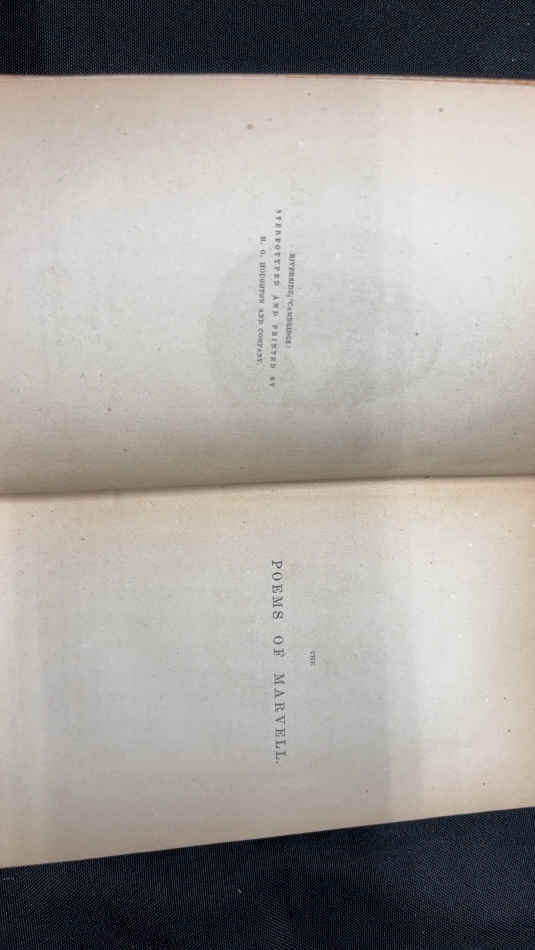 RIVERSIDE, CAMBRIDGE:
STEREOTYPED AND PRINTED BY
H. O. HOUGHTON AND COMPANY.
THE
POEMS OF MARVELL.